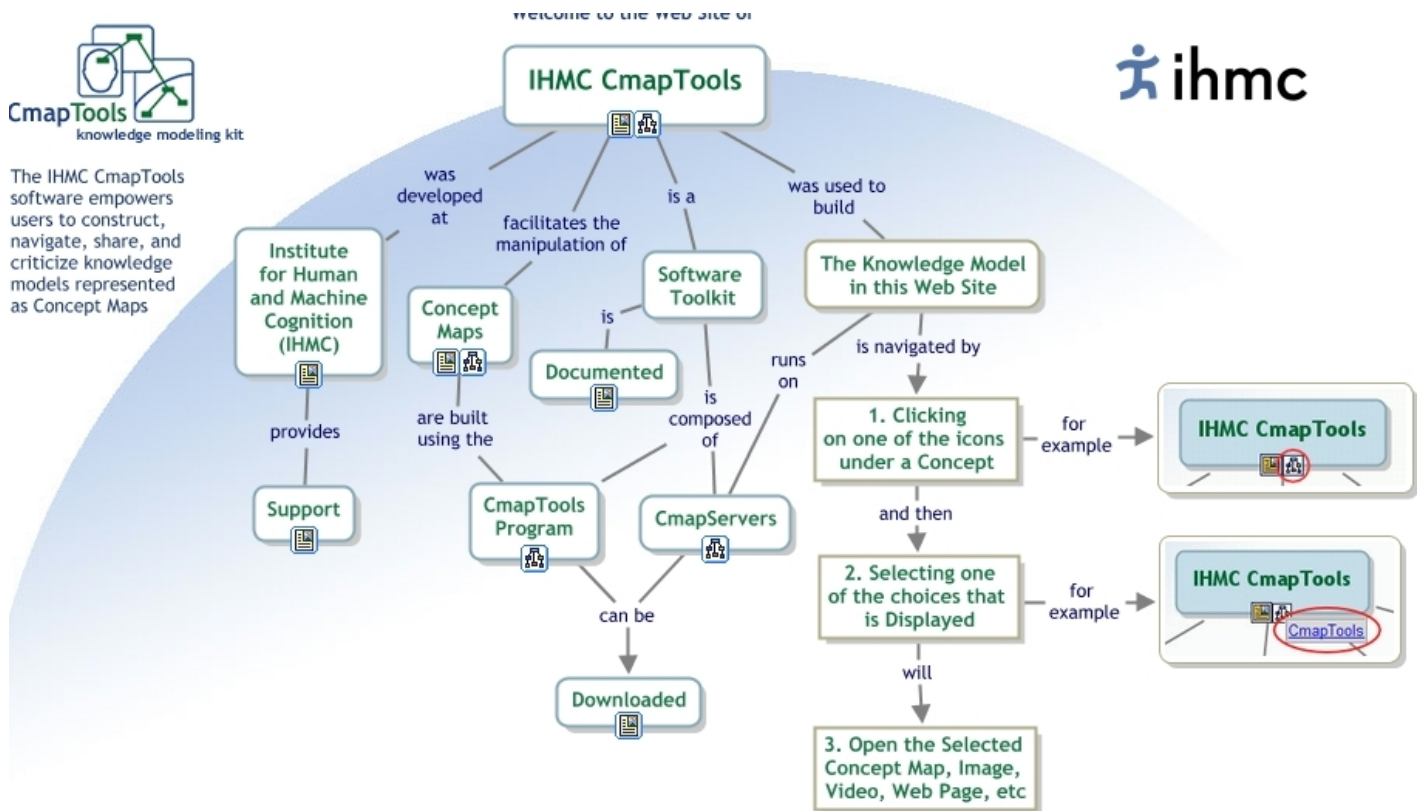 Welcome to the Web Site of
IHMC CmapTools
ihmc
CmapTools
knowledge modeling kit
The IHMC CmapTools
software empowers
users to construct,
navigate, share, and
criticize knowledge
models represented
as Concept Maps
was
developed
at
facilitates the
manipulation of
is a
was used to
build
Institute
for Human
and Machine
Cognition
(IHMC)
Concept
Maps
Software
Toolkit
The Knowledge Model
in this Web Site
is
Documented
runs
on
is navigated by
provides
are built
using the
is
composed
of
1. Clicking
on one of the icons
under a Concept
for
example
IHMC CmapTools
Support
CmapTools
Program
CmapServers
and then
2. Selecting one
of the choices that
is Displayed
for
example
IHMC CmapTools
CmapTools
can be
will
Downloaded
3. Open the Selected
Concept Map, Image,
Video, Web Page, etc